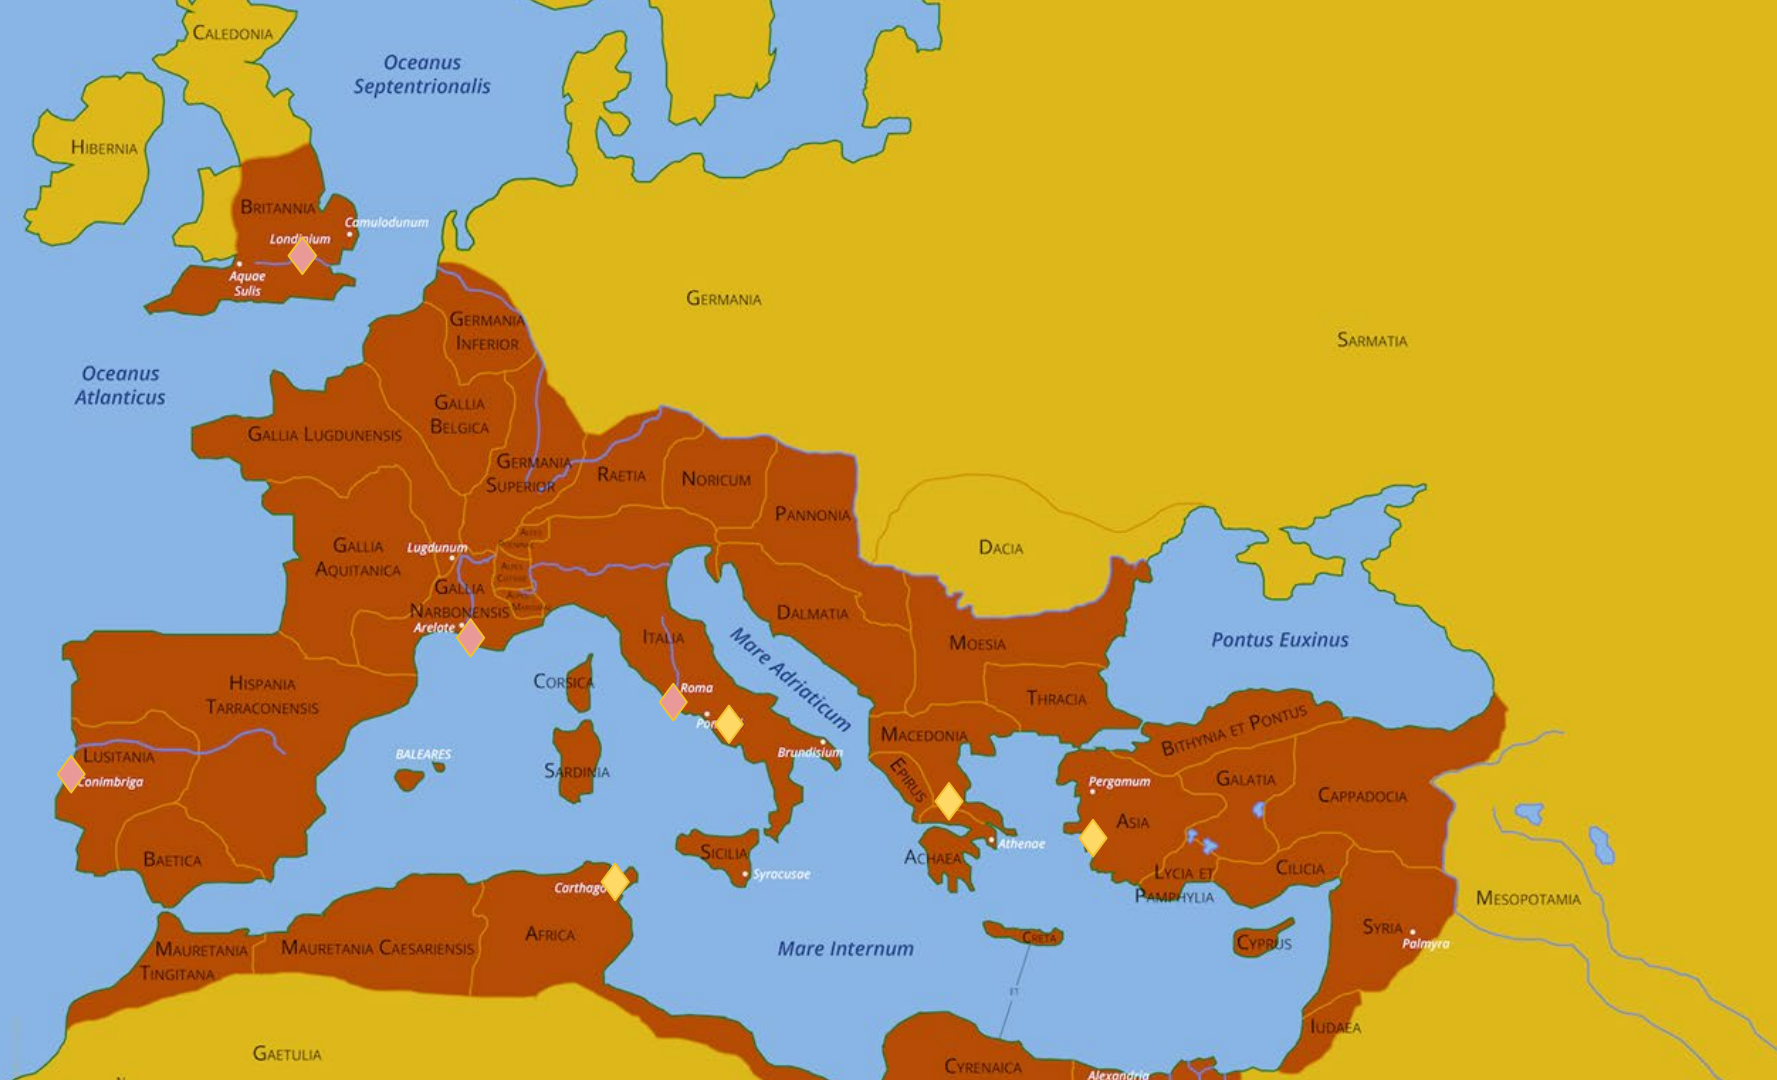 CALEDONIA
Oceanus
Septentrionalis
HIBERNIA
BRITANNIA
Camulodunum
Londinium
Aquae
Sulis
GERMANIA
GERMANIA
INFERIOR
SARMATIA
Oceanus
Atlanticus
GALLIA
BELGICA
GALLIA LUGDUNENSIS
GERMANIA
SUPERIOR
RAETIA
NORICUM
PANNONIA
DACIA
ALPES
Lugdunum
GALLIA
AQUITANICA
ALPES
GALLIA
NARBONENSIS
ALPES
Arelate
DALMATIA
ITALIA
MOESIA
Mare Adriaticum
Pontus Euxinus
CORSICA
HISPANIA
TARRACONENSIS
Roma
THRACIA
MACEDONIA
BITHYNIA ET PONTUS
BALEARES
LUSITANIA
Conimbriga
SARDINIA
Brundisium
EPIRUS
Pergamum
GALATIA
CAPPADOCIA
ASIA
Athenae
ACHAEA
BAETICA
SICILIA
Syracusae
LYCIA ET
PAMPHYLIA
CILICIA
Carthago
MESOPOTAMIA
MAURETANIA
TINGITANA
MAURETANIA CAESARIENSIS
AFRICA
Mare Internum
CRETA
CYPRUS
SYRIA
Palmyra
ET
IUDAEA
GAETULIA
CYRENAICA
Alexandria